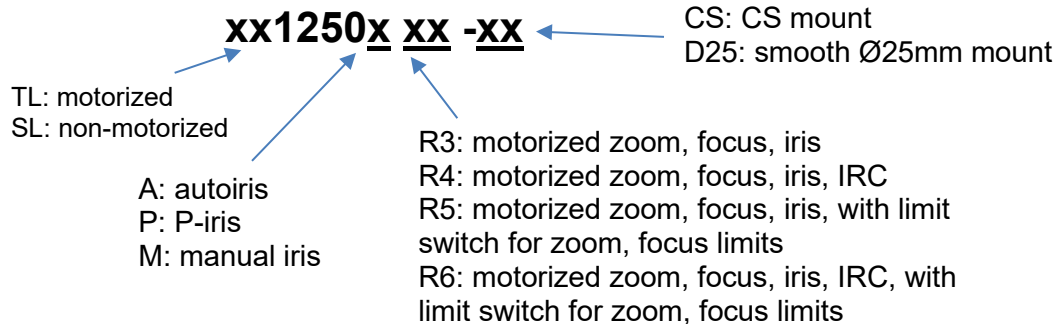 xx1250x xx -xx
CS: CS mount
D25: smooth Ø25mm mount
TL: motorized
SL: non-motorized
A: autoiris
P: P-iris
M: manual iris
R3: motorized zoom, focus, iris
R4: motorized zoom, focus, iris, IRC
R5: motorized zoom, focus, iris, with limit
switch for zoom, focus limits
R6: motorized zoom, focus, iris, IRC, with
limit switch for zoom, focus limits